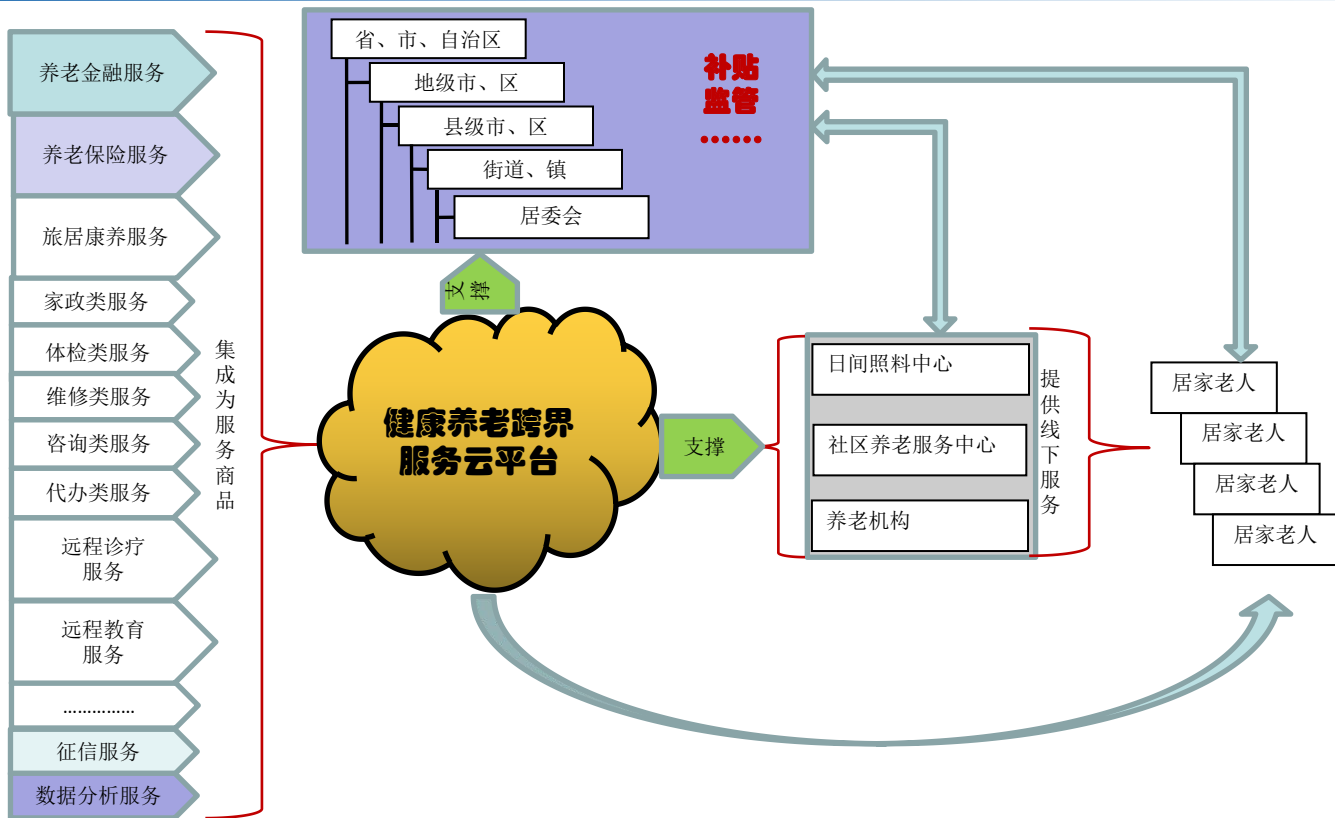 养老金融服务
养老保险服务
旅居康养服务
家政类服务
体检类服务
维修类服务
咨询类服务
代办类服务
远程诊疗
服务
远程教育
服务
……………
征信服务
数据分析服务
集成为服务商品
省、市、自治区
地级市、区
县级市、区
街道、镇
居委会
补贴
监管
……
支撑
健康养老跨界
服务云平台
支撑
日间照料中心
社区养老服务中心
养老机构
提供线下服务
居家老人
居家老人
居家老人
居家老人